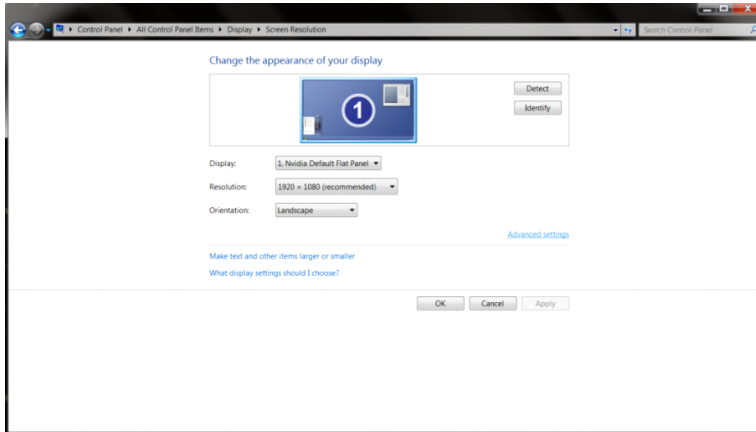 Control Panel ▸ All Control Panel Items ▸ Display ▸ Screen Resolution
Search Control Panel
Change the appearance of your display
1
Detect
Identify
Display:
1. Nvidia Default Flat Panel
Resolution:
1920 × 1080 (recommended)
Orientation:
Landscape
Advanced settings
Make text and other items larger or smaller
What display settings should I choose?
OK
Cancel
Apply